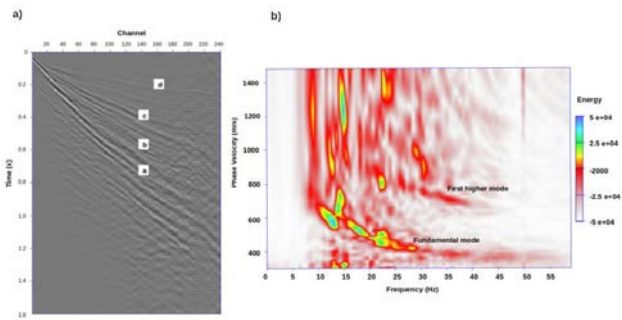 a)
Channel
20 40 60 80 100 120 140 160 180 200 220 240
0
0.2
0.4
0.6
0.8
1.0
1.2
1.4
1.6
Time (s)
d
c
b
a
b)
1400
1200
1000
800
600
400
Phase Velocity (m/s)
First higher mode
Fundamental mode
0 5 10 15 20 25 30 35 40 45 50 55
Frequency (Hz)
Energy
5 e+04
2.5 e+04
-2000
-2.5 e+04
-5 e+04